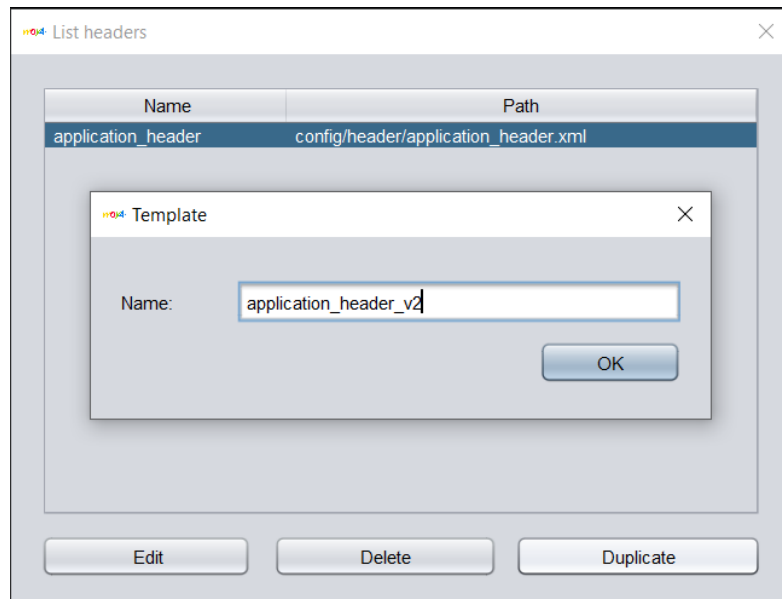 List headers
Name Path
application_header config/header/application_header.xml
Template
Name: application_header_v2
OK
Edit Delete Duplicate